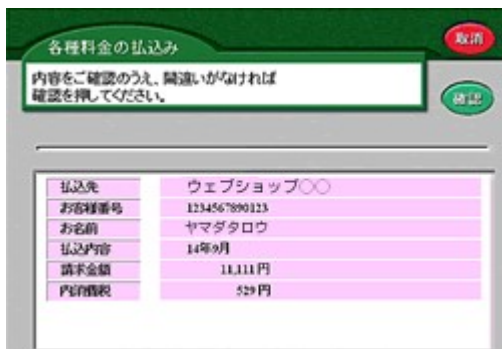 各種料金の払込み
取消
内容をご確認のうえ、間違いがなければ
確認を押してください。
確認
払込先 ウェブショップ○○
お客様番号 1234567890123
お名前 ヤマダタロウ
払込内容 14年9月
請求金額 11,111円
内消費税 529円